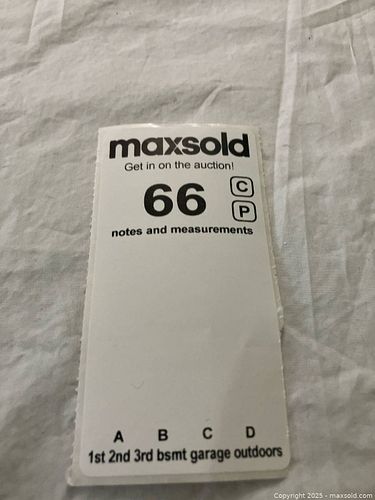 maxsold
Get in on the auction!
66
C
P
notes and measurements
A B C D
1st 2nd 3rd bsmt garage outdoors
Copyright 2025 - maxsold.com